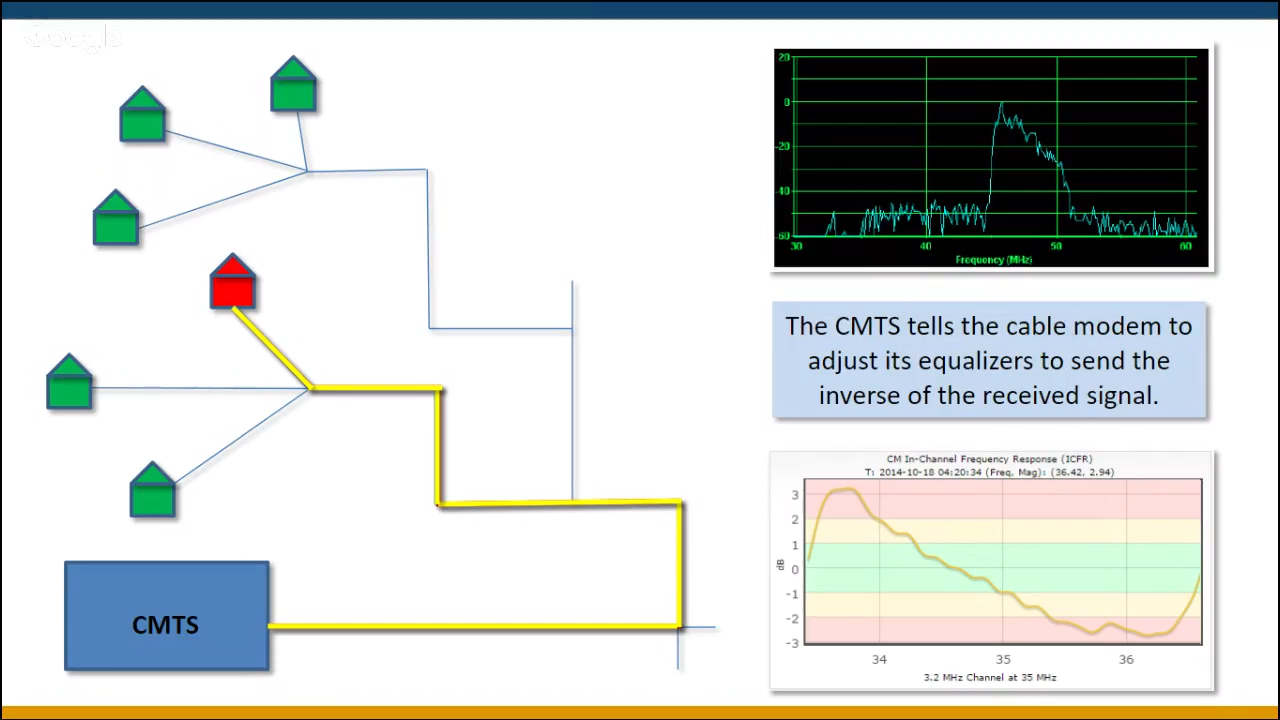 Google
20
0
-20
-40
-60
30 40 50 60
Frequency (MHz)
The CMTS tells the cable modem to
adjust its equalizers to send the
inverse of the received signal.
CM In-Channel Frequency Response (ICFR)
T: 2014-10-18 04:20:34 (Freq. Mag): (36.42, 2.94)
3
2
1
dB
0
-1
-2
-3
34 35 36
3.2 MHz Channel at 35 MHz
CMTS